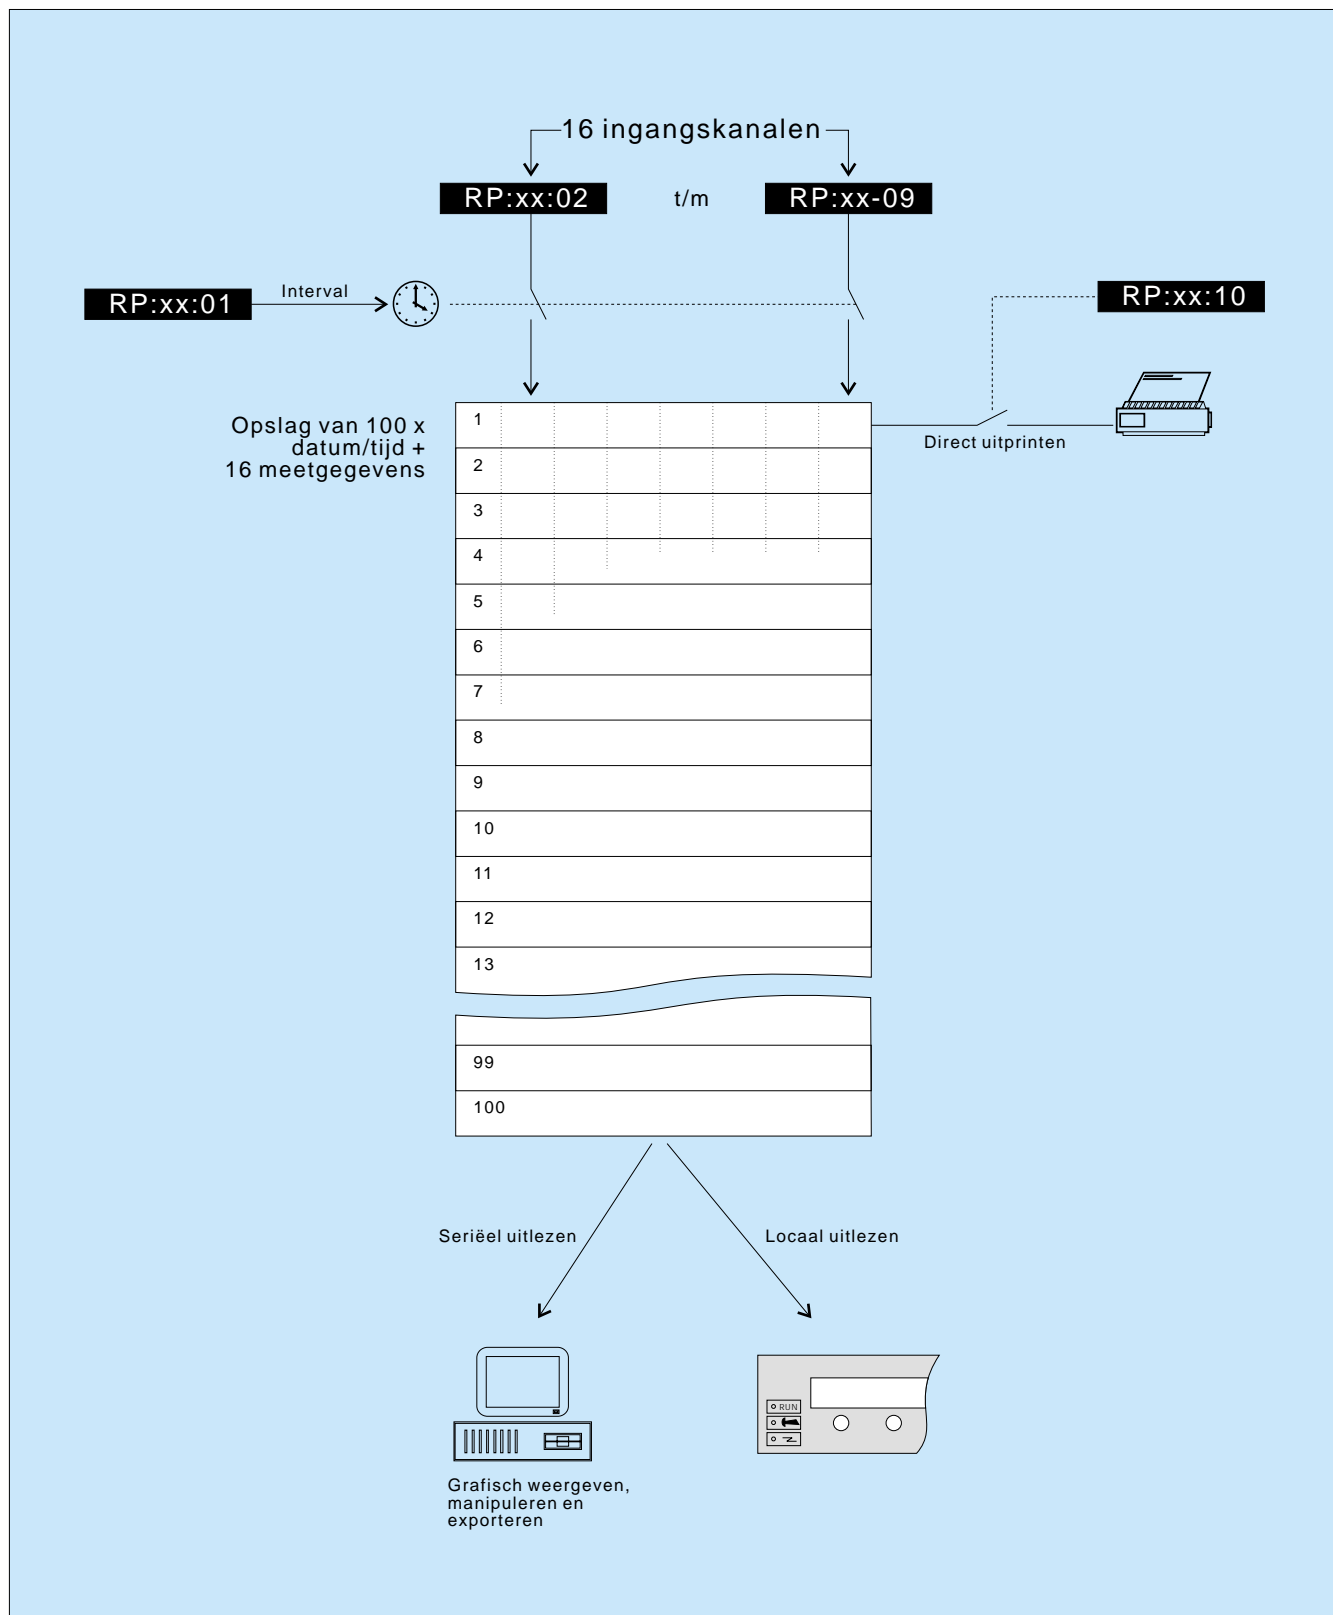 16 ingangskanalen
RP:xx:02
t/m
RP:xx-09
RP:xx:01
Interval
RP:xx:10
Opslag van 100 x
datum/tijd +
16 meetgegevens
Direct uitprinten
1
2
3
4
5
6
7
8
9
10
11
12
13
99
100
Seriëel uitlezen
Locaal uitlezen
RUN
Grafisch weergeven,
manipuleren en
exporteren